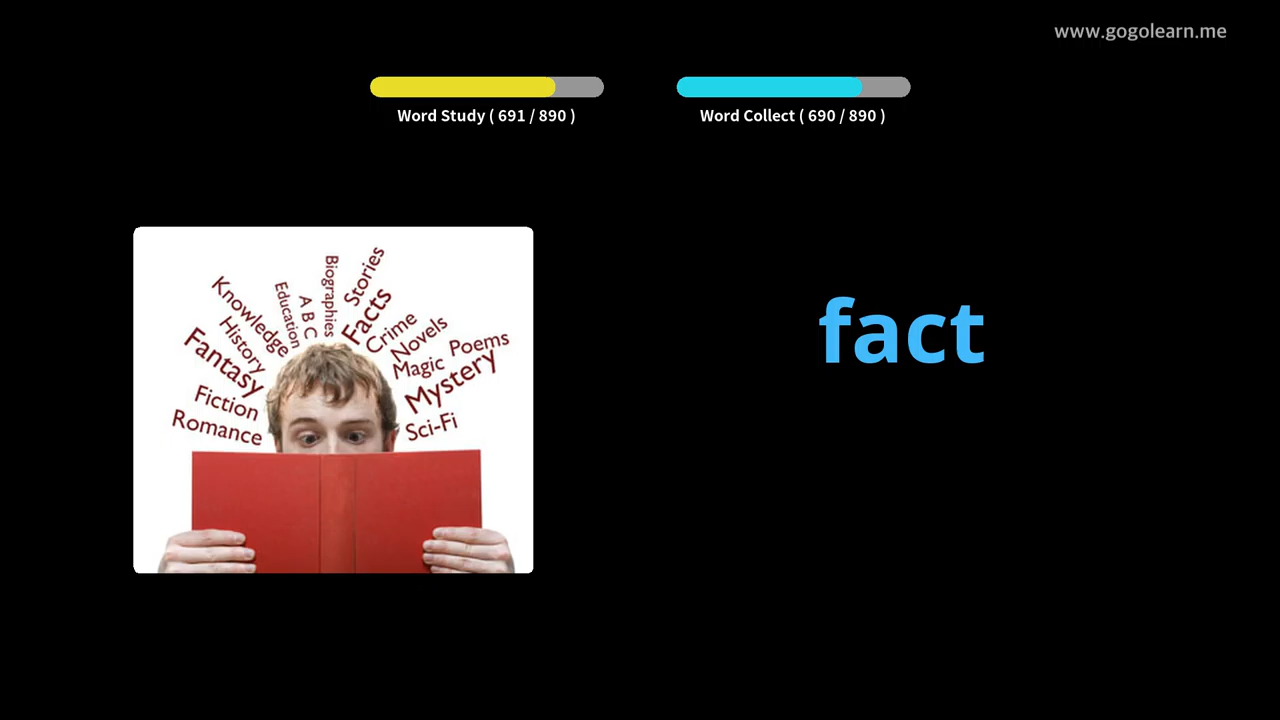 www.gogolearn.me
Word Study ( 691 / 890 )
Word Collect ( 690 / 890 )
fact
Romance
Fiction
Fantasy
History
Knowledge
Education
A B C
Biographies
Stories
Facts
Crime
Novels
Magic
Poems
Mystery
Sci-Fi